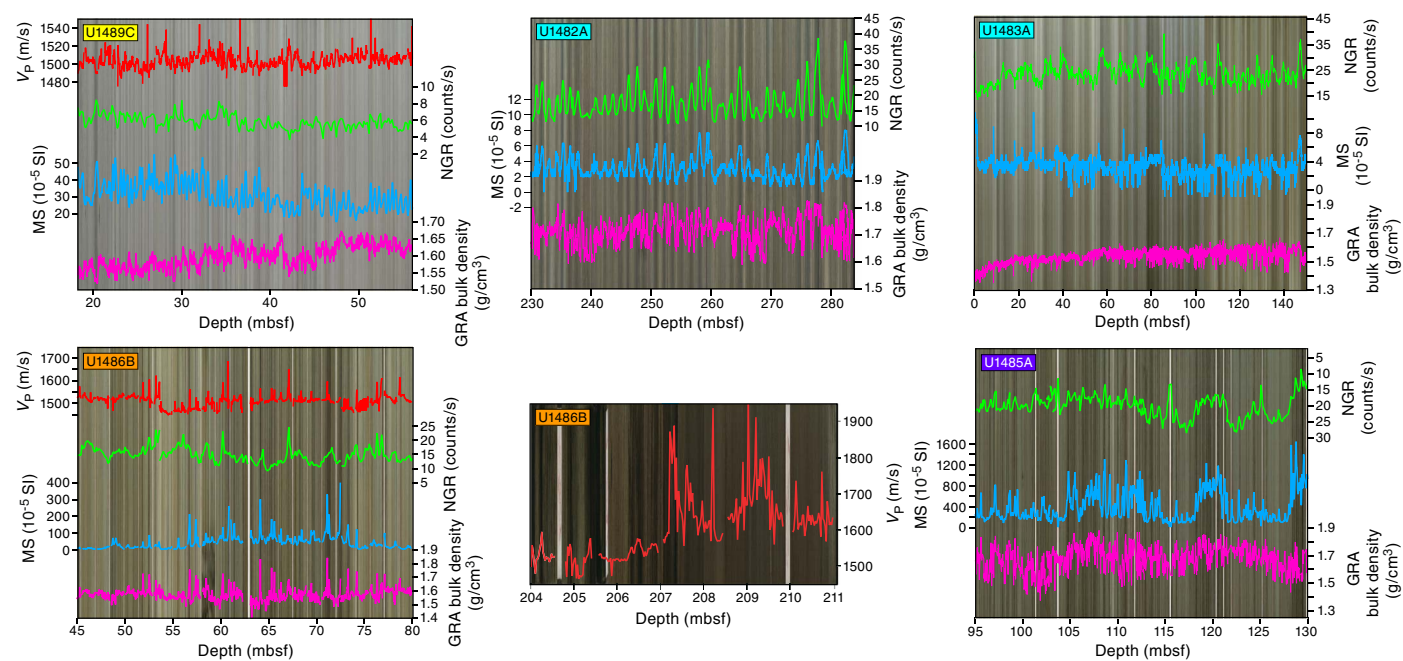 U1489C
V_P (m/s)
1540
1520
1500
1480
10
8
6
4
2
NGR (counts/s)
MS (10⁻⁵ SI)
50
40
30
20
1.70
1.65
1.60
1.55
1.50
GRA bulk density
(g/cm³)
20 30 40 50
Depth (mbsf)
U1482A
45
40
35
30
25
20
15
10
NGR (counts/s)
MS (10⁻⁵ SI)
12
10
8
6
4
2
0
-2
1.9
1.8
1.7
1.6
1.5
GRA bulk density
(g/cm³)
230 240 250 260 270 280
Depth (mbsf)
U1483A
45
35
25
15
NGR
(counts/s)
8
4
0
MS
(10⁻⁵ SI)
1.9
1.7
1.5
1.3
GRA
bulk density
(g/cm³)
0 20 40 60 80 100 120 140
Depth (mbsf)
U1486B
V_P (m/s)
1700
1600
1500
25
20
15
10
5
NGR (counts/s)
MS (10⁻⁵ SI)
400
300
200
100
0
1.9
1.8
1.7
1.6
1.5
1.4
GRA bulk density
(g/cm³)
45 50 55 60 65 70 75 80
Depth (mbsf)
U1486B
1900
1800
1700
1600
1500
V_P (m/s)
204 205 206 207 208 209 210 211
Depth (mbsf)
U1485A
5
10
15
20
25
30
NGR
(counts/s)
MS (10⁻⁵ SI)
1600
1200
800
400
0
1.9
1.7
1.5
1.3
GRA
bulk density
(g/cm³)
95 100 105 110 115 120 125 130
Depth (mbsf)